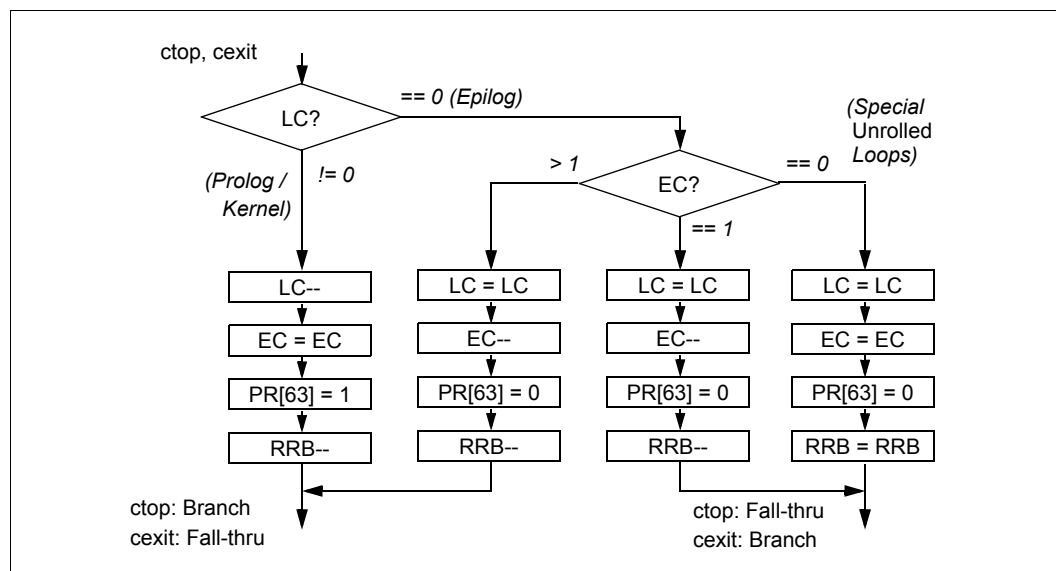 ctop, cexit
LC?
== 0 (Epilog)
(Special
Unrolled
Loops)
(Prolog /
Kernel)
!= 0
> 1
EC?
== 0
== 1
LC--
EC = EC
PR[63] = 1
RRB--
LC = LC
EC--
PR[63] = 0
RRB--
LC = LC
EC--
PR[63] = 0
RRB--
LC = LC
EC = EC
PR[63] = 0
RRB = RRB
ctop: Branch
cexit: Fall-thru
ctop: Fall-thru
cexit: Branch